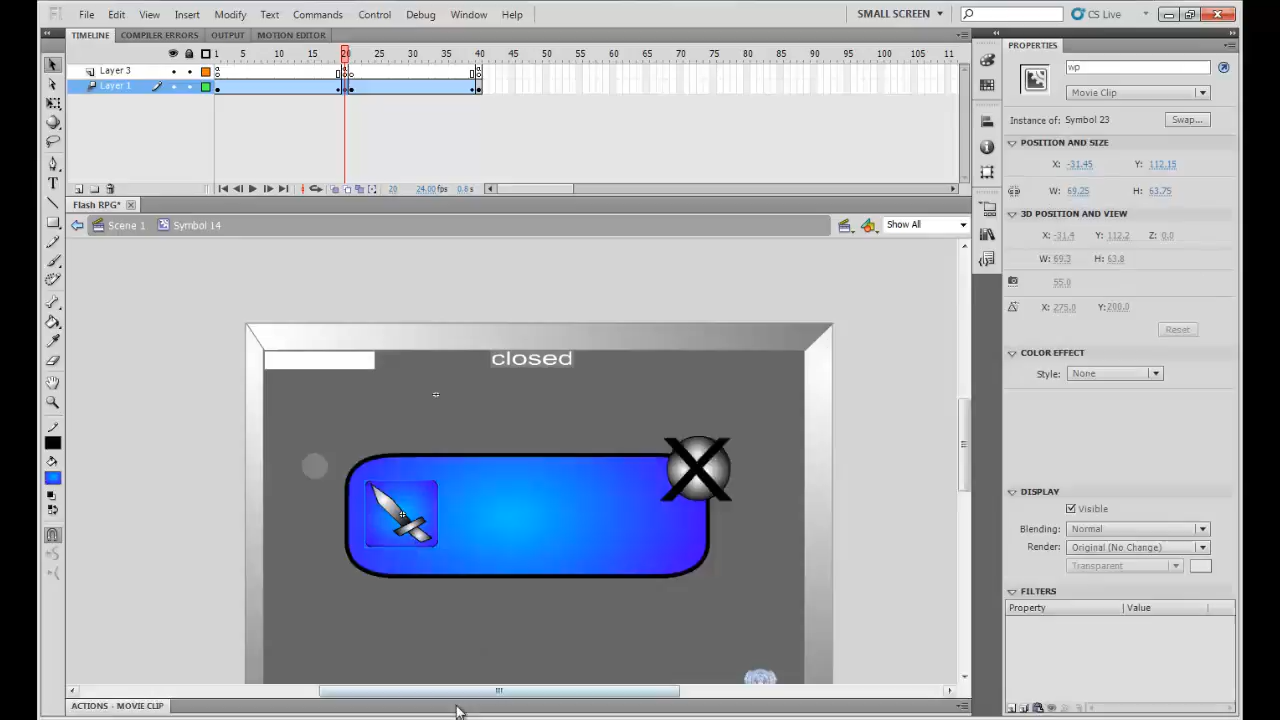 Fl File Edit View Insert Modify Text Commands Control Debug Window Help SMALL SCREEN CS Live
TIMELINE COMPILER ERRORS OUTPUT MOTION EDITOR
1 5 10 15 20 25 30 35 40 45 50 55 60 65 70 75 80 85 90 95 100 105 11
Layer 3
Layer 1
20 24.00fps 0.8s
Flash RPG*
Scene 1 Symbol 14 Show All
closed
ACTIONS - MOVIE CLIP
PROPERTIES
wp
Movie Clip
Instance of: Symbol 23 Swap...
POSITION AND SIZE
X: -31.45 Y: 112.15
W: 69.25 H: 63.75
3D POSITION AND VIEW
X: -31.4 Y: 112.2 Z: 0.0
W: 69.3 H: 63.8
55.0
X: 275.0 Y: 200.0
Reset
COLOR EFFECT
Style: None
DISPLAY
Visible
Blending: Normal
Render: Original (No Change)
Transparent
FILTERS
Property Value